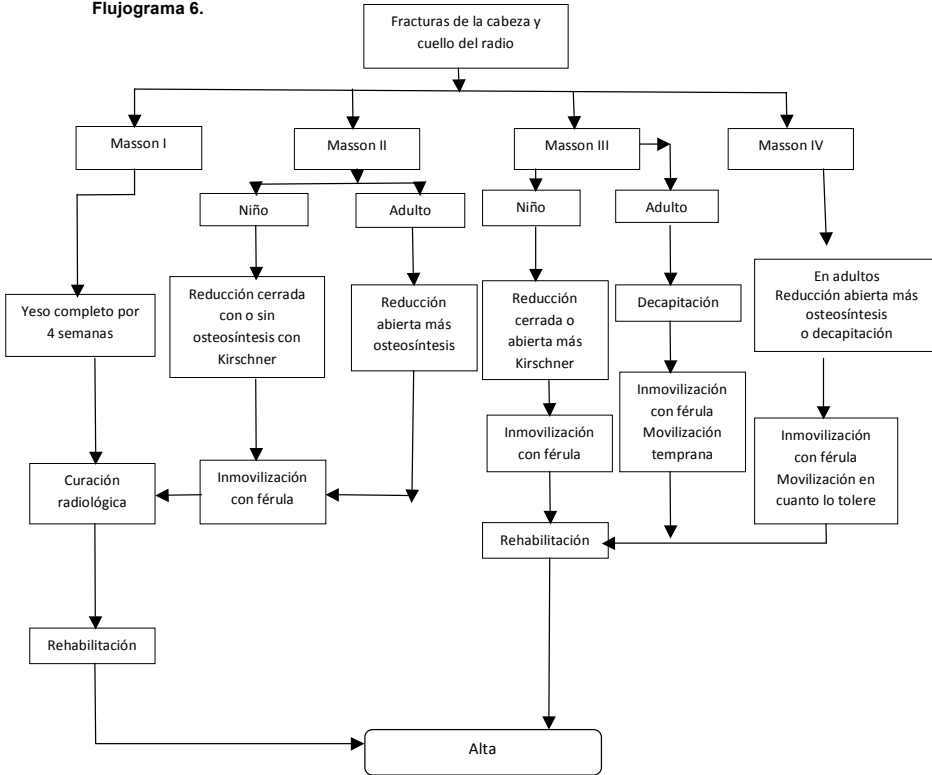 Flujograma 6.
Fracturas de la cabeza y
cuello del radio
Masson I
Masson II
Masson III
Masson IV
Niño
Adulto
Niño
Adulto
Yeso completo por
4 semanas
Reducción cerrada
con o sin
osteosíntesis con
Kirschner
Reducción
abierta más
osteosíntesis
Reducción
cerrada o
abierta más
Kirschner
Decapitación
En adultos
Reducción abierta más
osteosíntesis
o decapitación
Inmovilización
con férula
Inmovilización
con férula
Movilización
temprana
Inmovilización
con férula
Movilización en
cuanto lo tolere
Curación
radiológica
Inmovilización
con férula
Rehabilitación
Rehabilitación
Alta